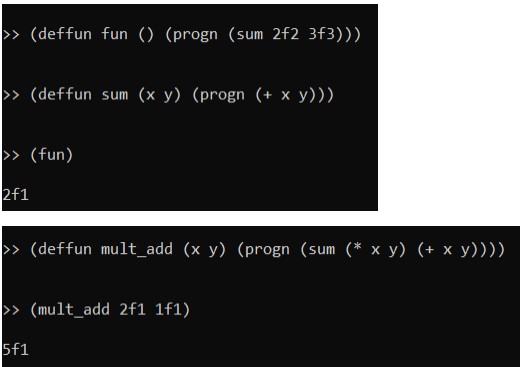 >> (deffun fun () (progn (sum 2f2 3f3)))
>> (deffun sum (x y) (progn (+ x y)))
>> (fun)
2f1
>> (deffun mult_add (x y) (progn (sum (* x y) (+ x y))))
>> (mult_add 2f1 1f1)
5f1